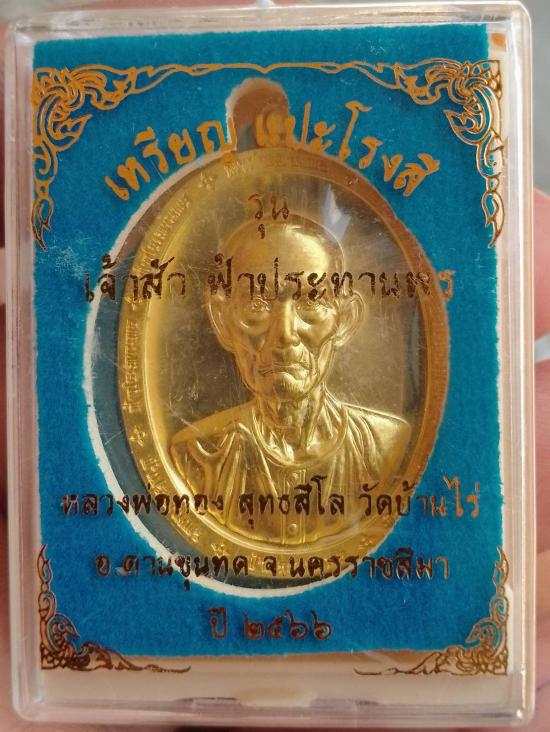 เหรียญ แปะโรงสี
รุ่น
เจ้าสัว ฟ้าประทานพร
หลวงพ่อทอง สุทธสีโล วัดบ้านไร่
อ.ด่านขุนทด จ.นครราชสีมา
ปี ๒๕๖๖